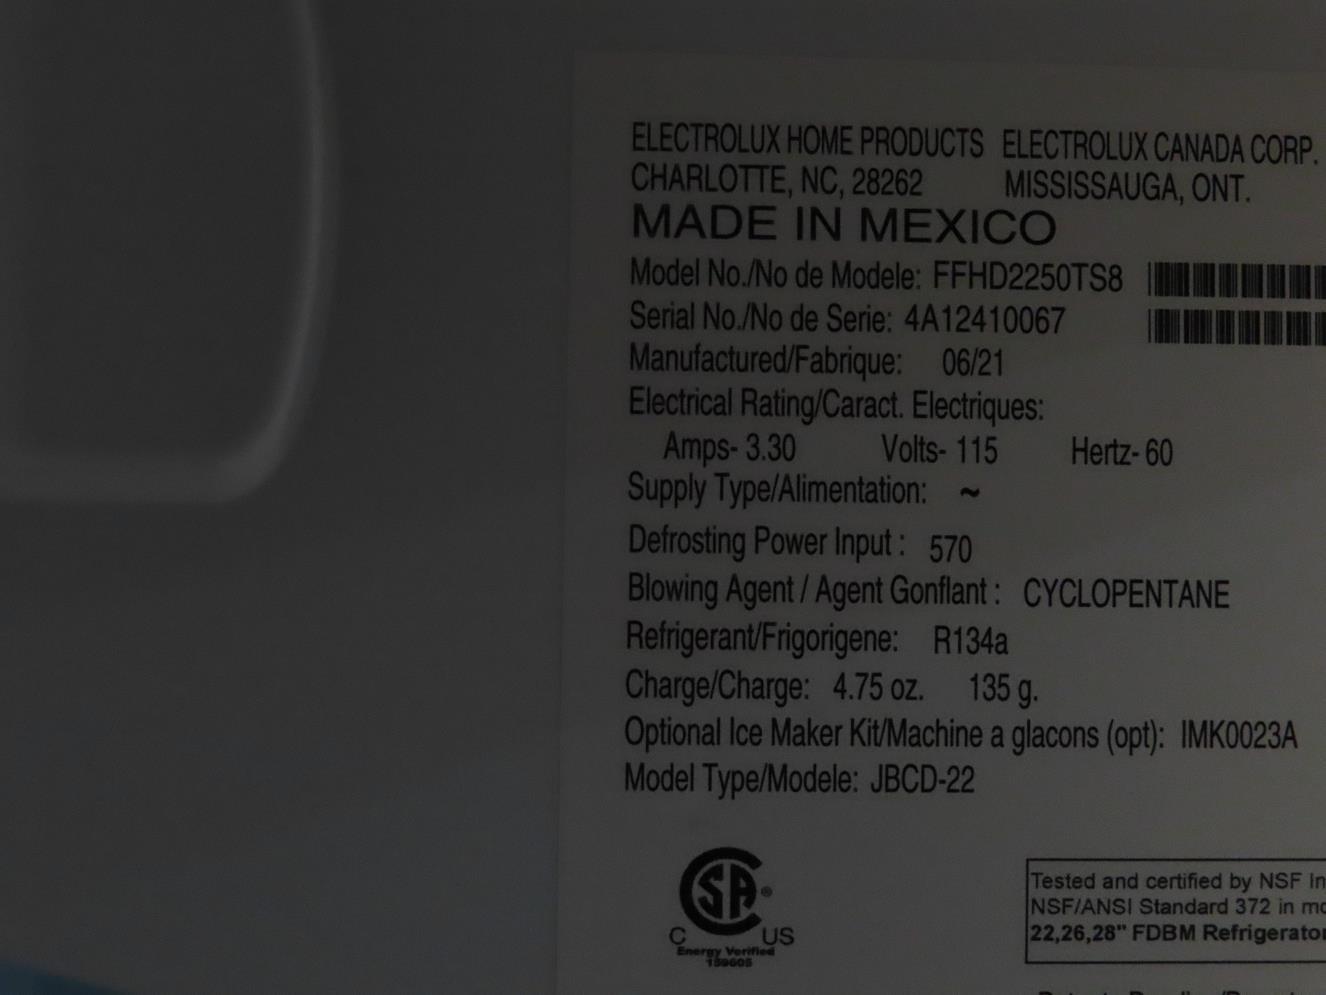 ELECTROLUX HOME PRODUCTS ELECTROLUX CANADA CORP.
CHARLOTTE, NC, 28262 MISSISSAUGA, ONT.
MADE IN MEXICO
Model No./No de Modele: FFHD2250TS8
Serial No./No de Serie: 4A12410067
Manufactured/Fabrique: 06/21
Electrical Rating/Caract. Electriques:
Amps- 3.30 Volts- 115 Hertz- 60
Supply Type/Alimentation: ~
Defrosting Power Input : 570
Blowing Agent / Agent Gonflant : CYCLOPENTANE
Refrigerant/Frigorigene: R134a
Charge/Charge: 4.75 oz. 135 g.
Optional Ice Maker Kit/Machine a glacons (opt): IMK0023A
Model Type/Modele: JBCD-22
CSA ®
C US
Energy Verified
159605
Tested and certified by NSF In
NSF/ANSI Standard 372 in mo
22,26,28" FDBM Refrigerator